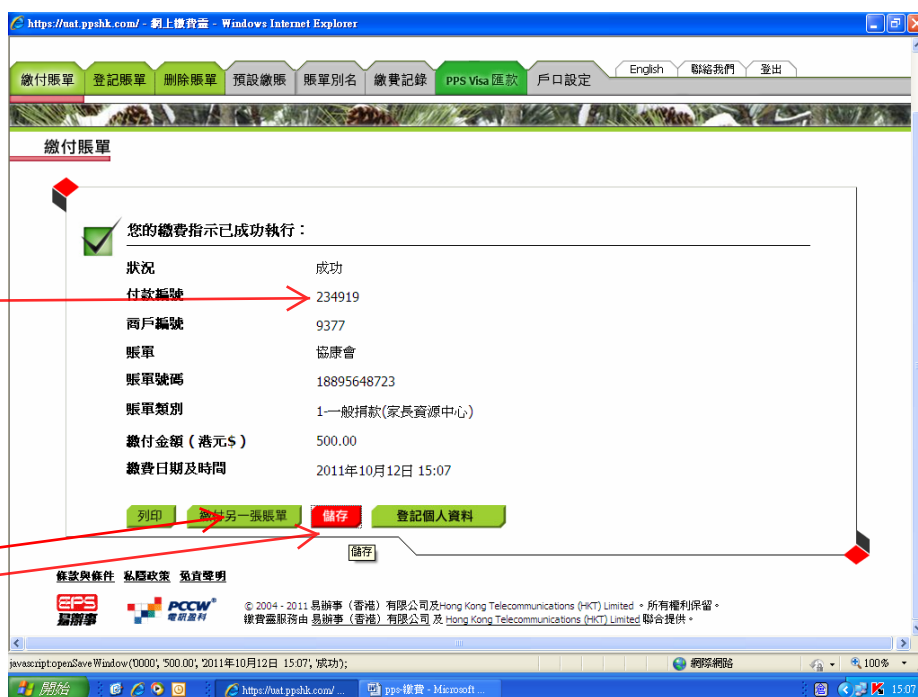 https://uat.ppshk.com/ - 網上繳費靈 - Windows Internet Explorer
繳付賬單 登記賬單 刪除賬單 預設繳賬 賬單別名 繳費記錄 PPS Visa 匯款 戶口設定 English 聯絡我們 登出
繳付賬單
您的繳費指示已成功執行：
狀況 成功
付款編號 234919
商戶編號 9377
賬單 協康會
賬單號碼 18895648723
賬單類別 1-一般捐款(家長資源中心)
繳付金額 ( 港元$ ) 500.00
繳費日期及時間 2011年10月12日 15:07
列印 繳付另一張賬單 儲存 登記個人資料
儲存
條款與條件 私隱政策 免責聲明
EPS 易辦事 PCCW 電訊盈科
© 2004 - 2011 易辦事（香港）有限公司及Hong Kong Telecommunications (HKT) Limited 。所有權利保留。
繳費靈服務由 易辦事（香港）有限公司 及 Hong Kong Telecommunications (HKT) Limited 聯合提供。
javascript:openSaveWindow('0000', '500.00', '2011年10月12日 15:07', '成功');
網際網路 100%
開始 https://uat.ppshk.com/ ... pps-繳費 - Microsoft ... 15:07